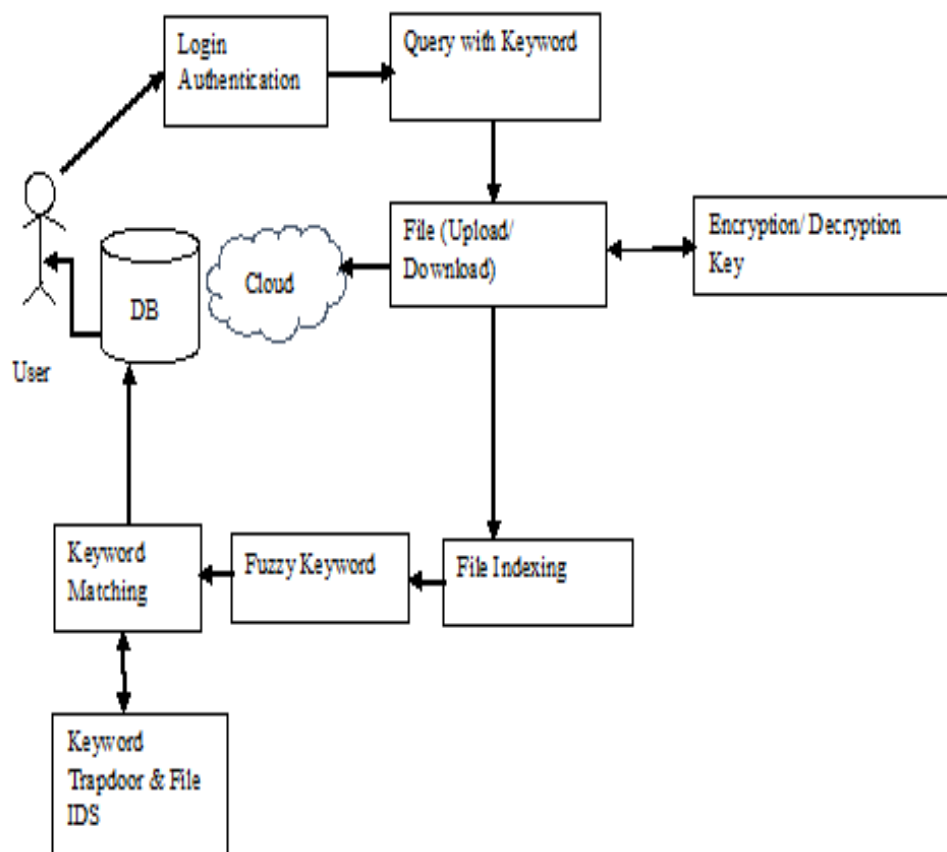 Login
Authentication
Query with Keyword
File (Upload/
Download)
Encryption/ Decryption
Key
Cloud
DB
User
Keyword
Matching
Fuzzy Keyword
File Indexing
Keyword
Trapdoor & File
IDS